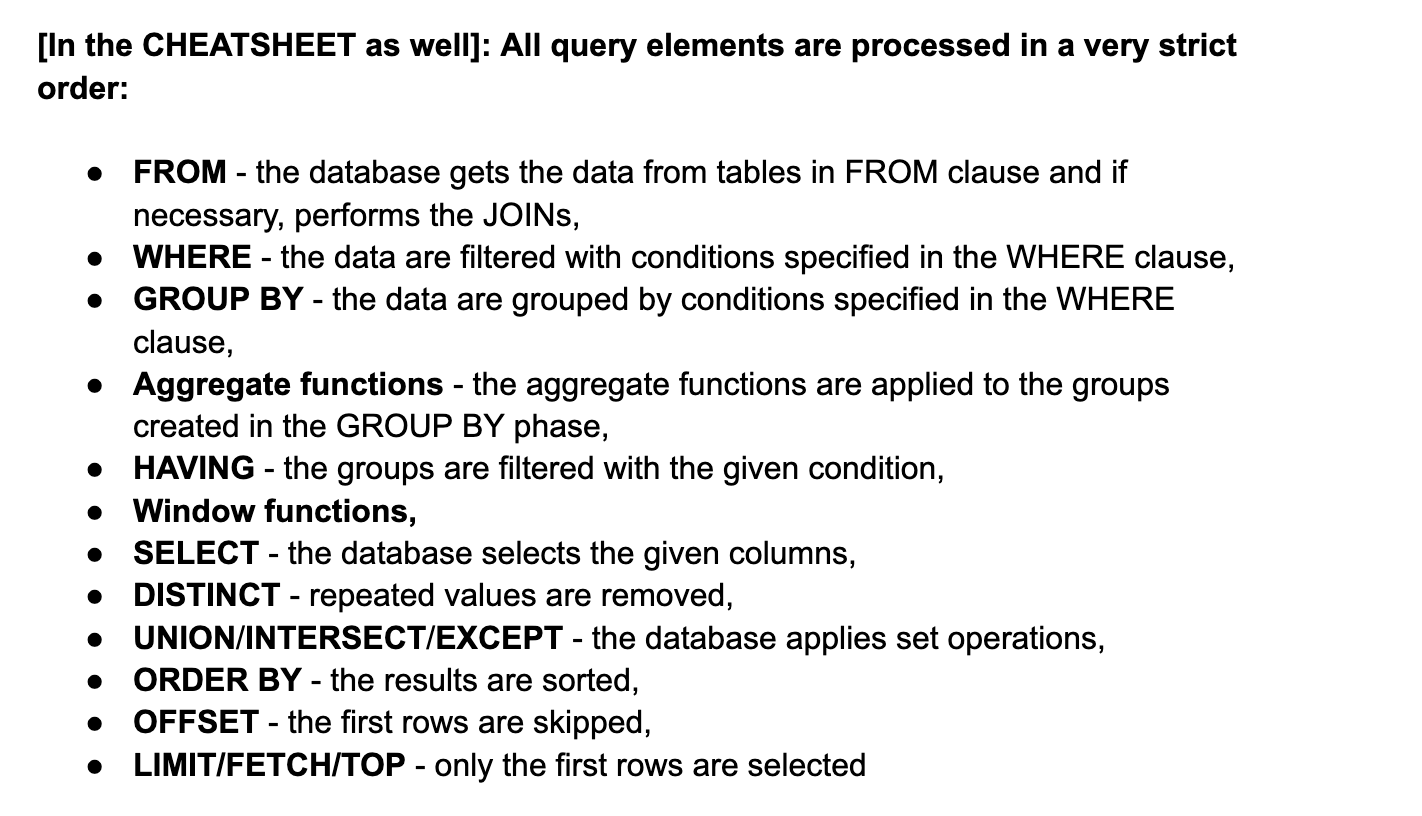 [In the CHEATSHEET as well]: All query elements are processed in a very strict
order:
● FROM - the database gets the data from tables in FROM clause and if
necessary, performs the JOINs,
● WHERE - the data are filtered with conditions specified in the WHERE clause,
● GROUP BY - the data are grouped by conditions specified in the WHERE
clause,
● Aggregate functions - the aggregate functions are applied to the groups
created in the GROUP BY phase,
● HAVING - the groups are filtered with the given condition,
● Window functions,
● SELECT - the database selects the given columns,
● DISTINCT - repeated values are removed,
● UNION/INTERSECT/EXCEPT - the database applies set operations,
● ORDER BY - the results are sorted,
● OFFSET - the first rows are skipped,
● LIMIT/FETCH/TOP - only the first rows are selected